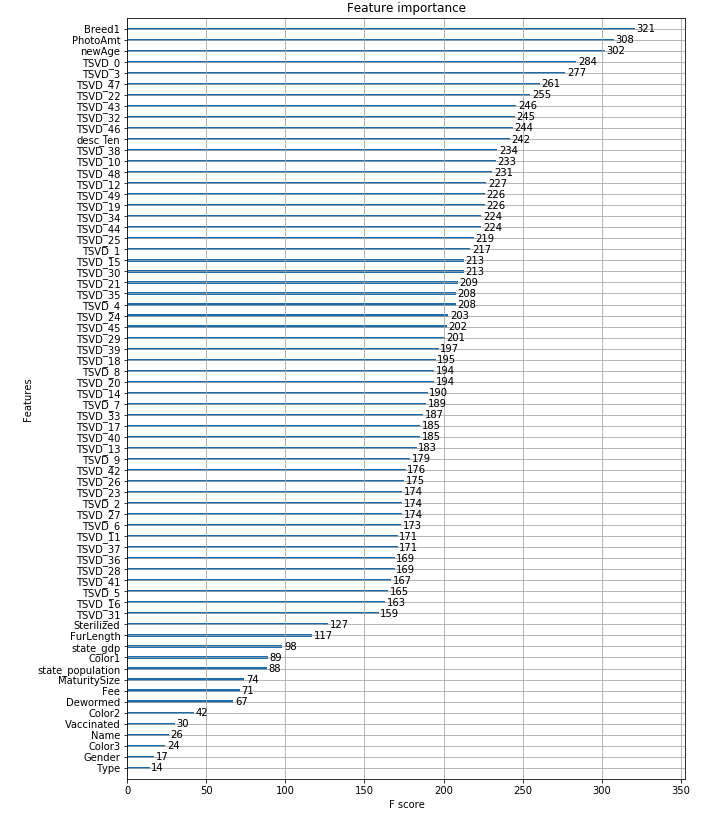 Feature importance
Breed1 321
PhotoAmt 308
newAge 302
TSVD_0 284
TSVD_3 277
TSVD_47 261
TSVD_22 255
TSVD_43 246
TSVD_32 245
TSVD_46 244
desc_len 242
TSVD_38 234
TSVD_10 233
TSVD_48 231
TSVD_12 227
TSVD_49 226
TSVD_19 226
TSVD_34 224
TSVD_44 224
TSVD_25 219
TSVD_1 217
TSVD_15 213
TSVD_30 213
TSVD_21 209
TSVD_35 208
TSVD_4 208
TSVD_24 203
TSVD_45 202
TSVD_29 201
TSVD_39 197
TSVD_18 195
TSVD_8 194
TSVD_20 194
TSVD_14 190
TSVD_7 189
TSVD_33 187
TSVD_17 185
TSVD_40 185
TSVD_13 183
TSVD_9 179
TSVD_42 176
TSVD_26 175
TSVD_23 174
TSVD_2 174
TSVD_27 174
TSVD_6 173
TSVD_11 171
TSVD_37 171
TSVD_36 169
TSVD_28 169
TSVD_41 167
TSVD_5 165
TSVD_16 163
TSVD_31 159
Sterilized 127
FurLength 117
state_gdp 98
Color1 89
state_population 88
MaturitySize 74
Fee 71
Dewormed 67
Color2 42
Vaccinated 30
Name 26
Color3 24
Gender 17
Type 14
Features
0 50 100 150 200 250 300 350
F score